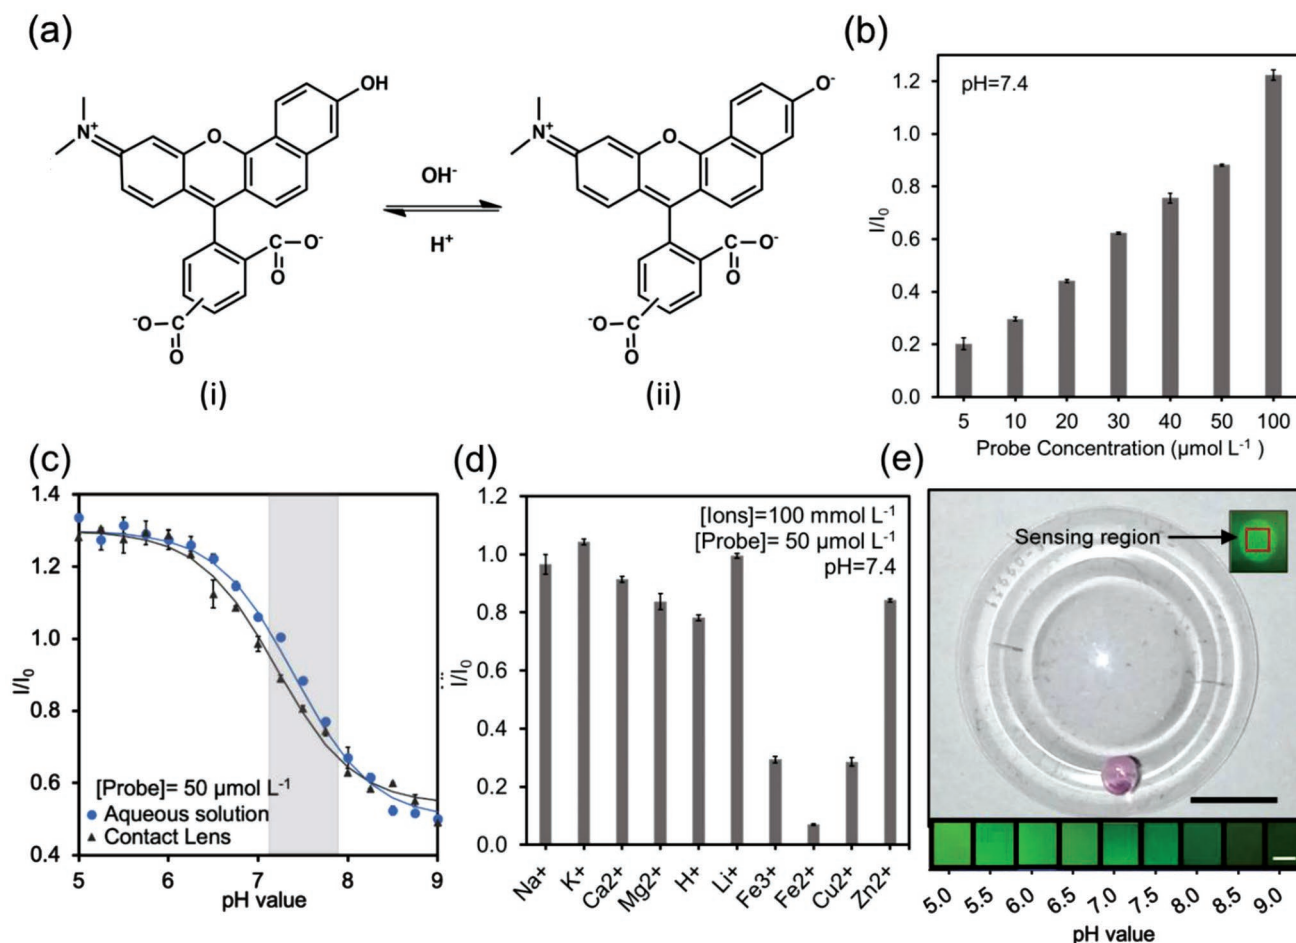 (a)
OH
N+
O
OH-
H+
C
O-
O
-O
C
O
(i)
O-
N+
O
C
O-
O
-O
C
O
(ii)
(b)
pH=7.4
I/I0
1.2
1.0
0.8
0.6
0.4
0.2
0.0
5 10 20 30 40 50 100
Probe Concentration (µmol L-1 )
(c)
I/I0
1.4
1.2
1.0
0.8
0.6
0.4
[Probe]= 50 µmol L-1
Aqueous solution
Contact Lens
5 6 7 8 9
pH value
(d)
I/I0
1.2
1.0
0.8
0.6
0.4
0.2
0.0
[Ions]=100 mmol L-1
[Probe]= 50 µmol L-1
pH=7.4
Na+ K+ Ca2+ Mg2+ H+ Li+ Fe3+ Fe2+ Cu2+ Zn2+
(e)
Sensing region
5.0 5.5 6.0 6.5 7.0 7.5 8.0 8.5 9.0
pH value